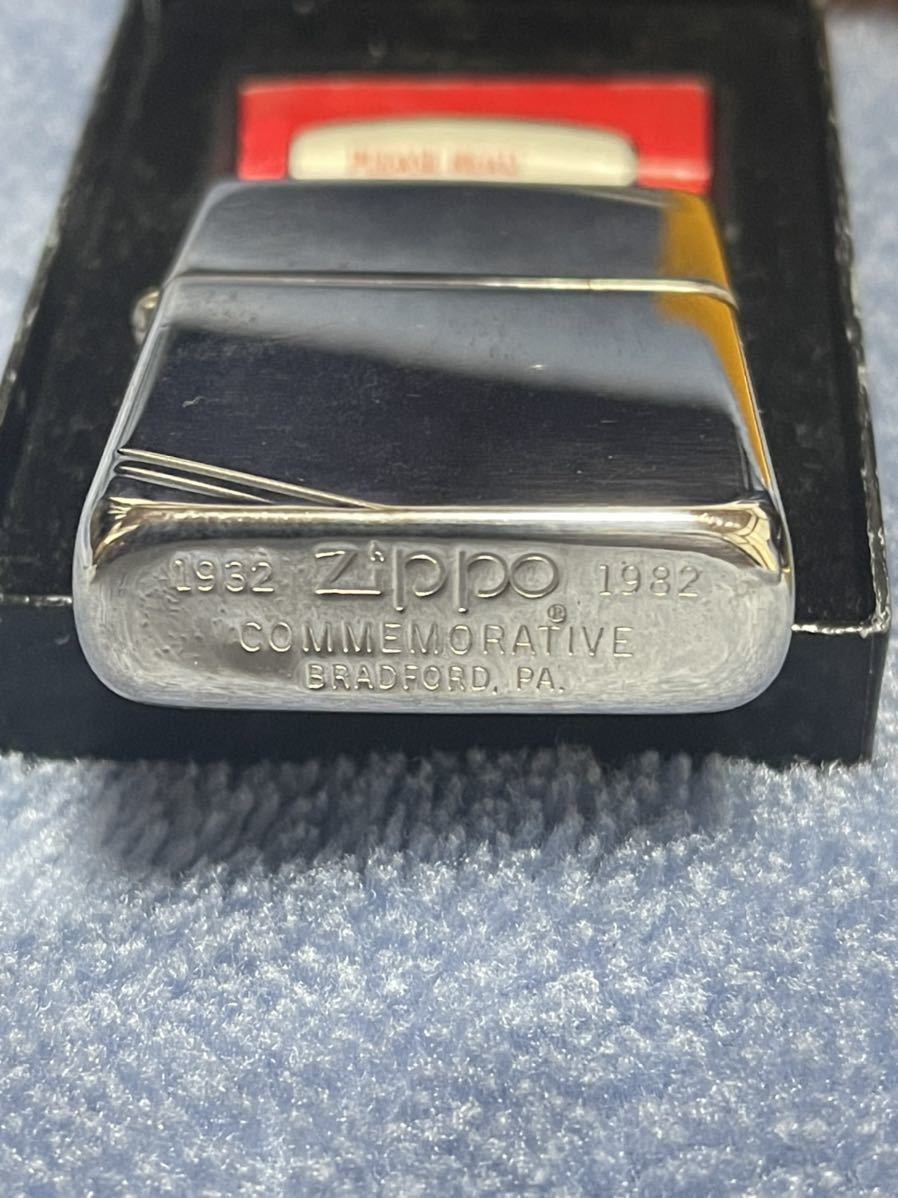 1932 Zippo 1982
®
COMMEMORATIVE
BRADFORD, PA.